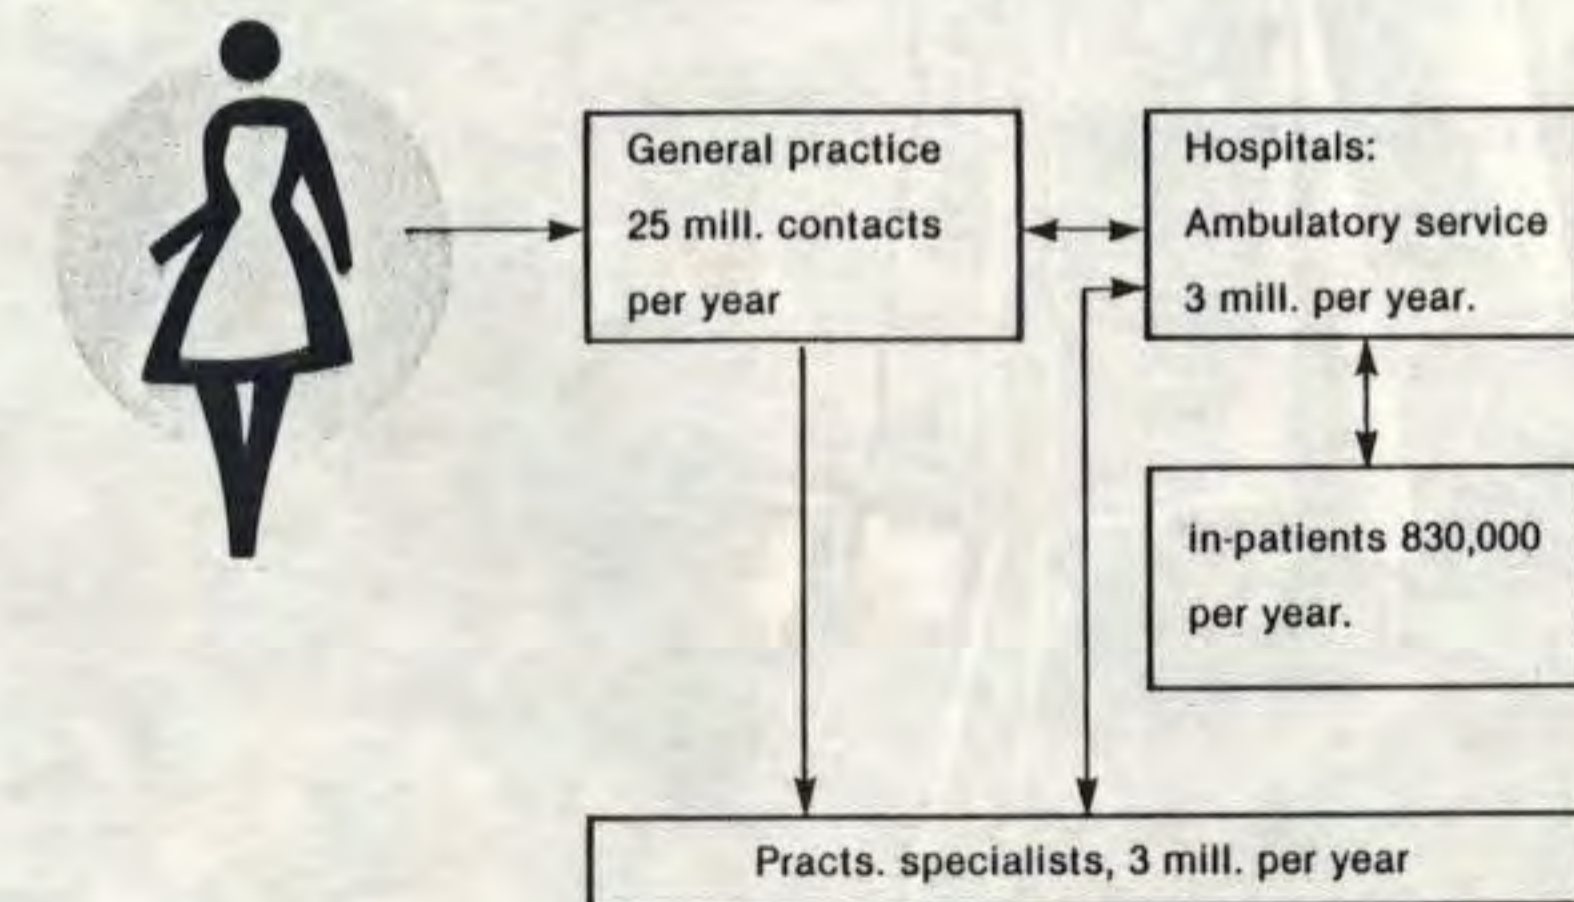 General practice
25 mill. contacts
per year
Hospitals:
Ambulatory service
3 mill. per year.
in-patients 830,000
per year.
Practs. specialists, 3 mill. per year